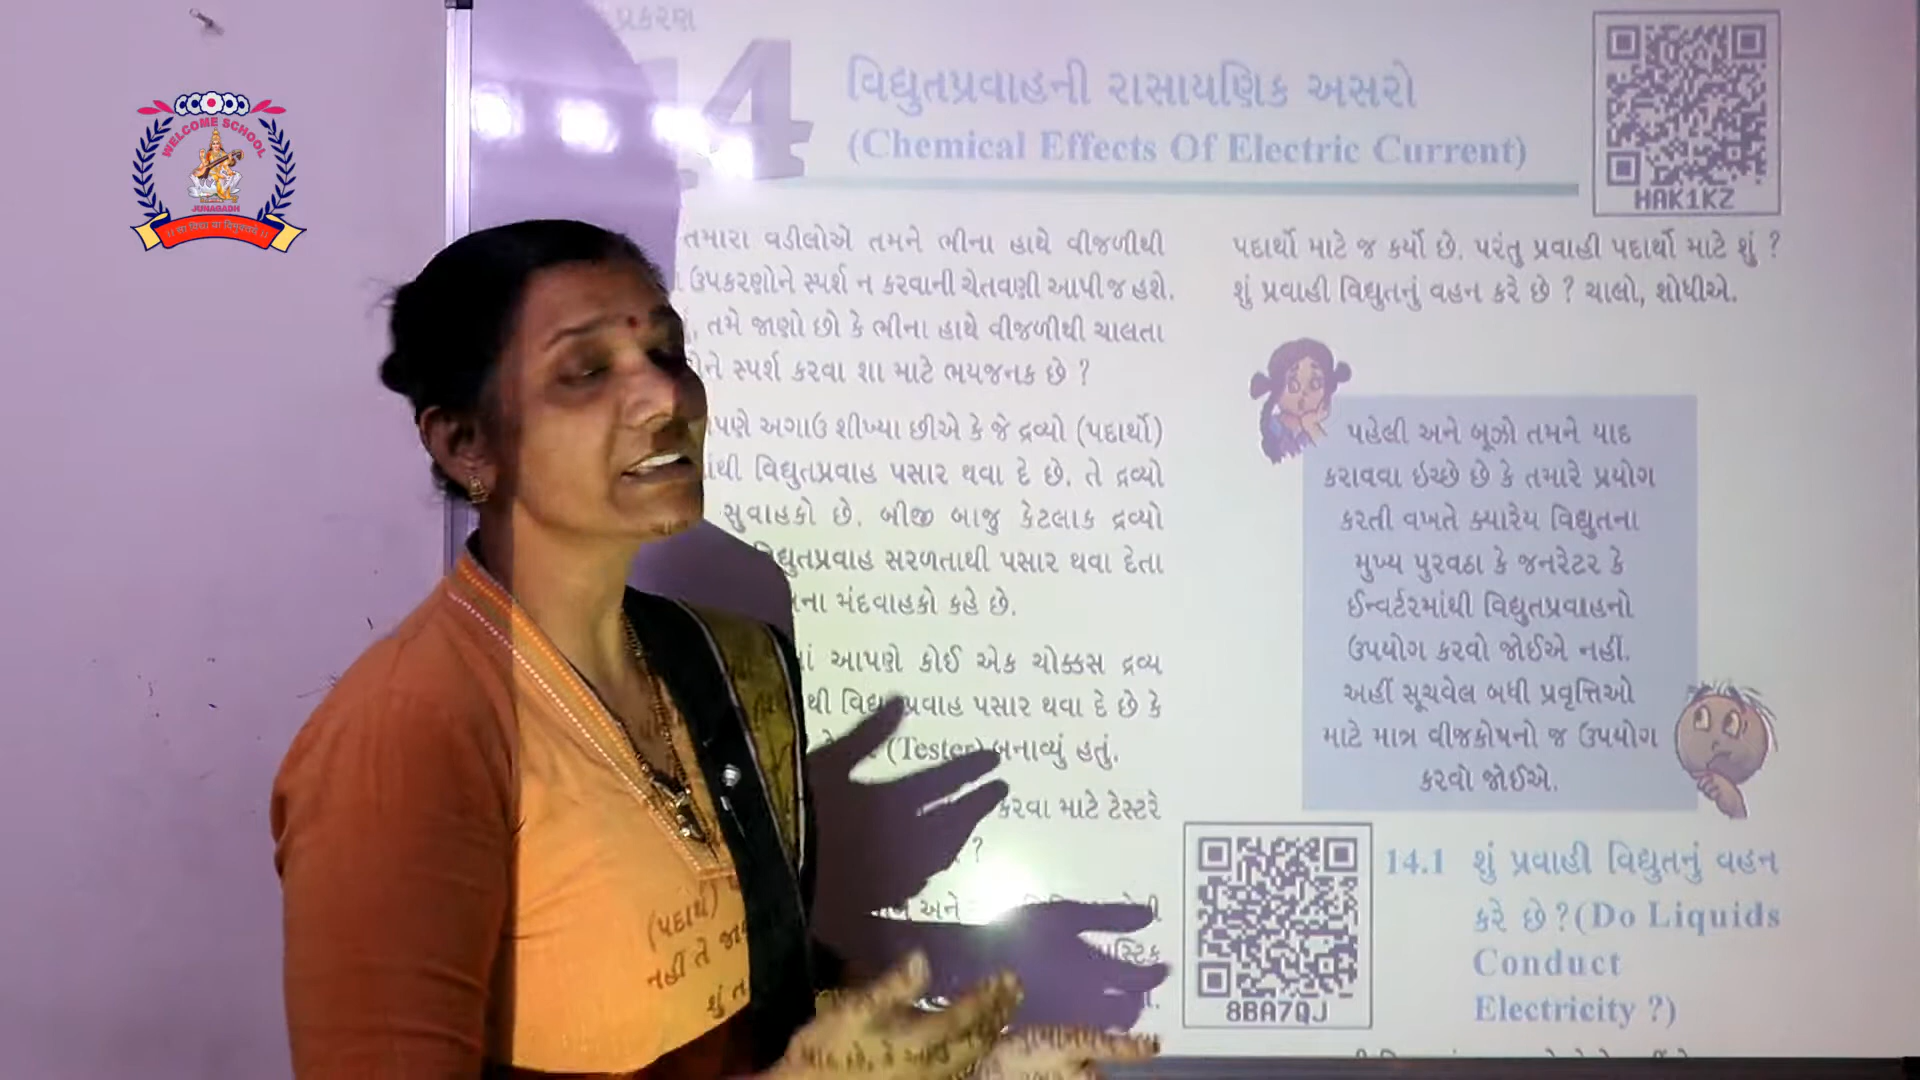 WELCOME SCHOOL
JUNAGADH
।। सा विद्या या विमुक्तये ।।
પ્રકરણ
14
વિદ્યુતપ્રવાહની રાસાયણિક અસરો
(Chemical Effects Of Electric Current)
HAK1KZ
તમારા વડીલોએ તમને ભીના હાથે વીજળીથી
ઉપકરણોને સ્પર્શ ન કરવાની ચેતવણી આપી જ હશે.
તમે જાણો છો કે ભીના હાથે વીજળીથી ચાલતા
સ્પર્શ કરવા શા માટે ભયજનક છે ?
અગાઉ શીખ્યા છીએ કે જે દ્રવ્યો (પદાર્થો)
વિદ્યુતપ્રવાહ પસાર થવા દે છે. તે દ્રવ્યો
સુવાહકો છે. બીજી બાજુ કેટલાક દ્રવ્યો
સરળતાથી પસાર થવા દેતા
મંદવાહકો કહે છે.
આપણે કોઈ એક ચોક્કસ દ્રવ્ય
પસાર થવા દે છે કે
(Tester) બનાવ્યું હતું.
કરવા માટે ટેસ્ટરે
?
અને
પદાર્થો માટે જ કર્યો છે. પરંતુ પ્રવાહી પદાર્થો માટે શું ?
શું પ્રવાહી વિદ્યુતનું વહન કરે છે ? ચાલો, શોધીએ.
પહેલી અને બૂઝો તમને યાદ
કરાવવા ઇચ્છે છે કે તમારે પ્રયોગ
કરતી વખતે ક્યારેય વિદ્યુતના
મુખ્ય પુરવઠા કે જનરેટર કે
ઈન્વર્ટરમાંથી વિદ્યુતપ્રવાહનો
ઉપયોગ કરવો જોઈએ નહીં.
અહીં સૂચવેલ બધી પ્રવૃત્તિઓ
માટે માત્ર વીજકોષનો જ ઉપયોગ
કરવો જોઈએ.
8BA7QJ
14.1 શું પ્રવાહી વિદ્યુતનું વહન
કરે છે ? (Do Liquids
Conduct
Electricity ?)
(પદાર્થ)
નહીં તે
શું